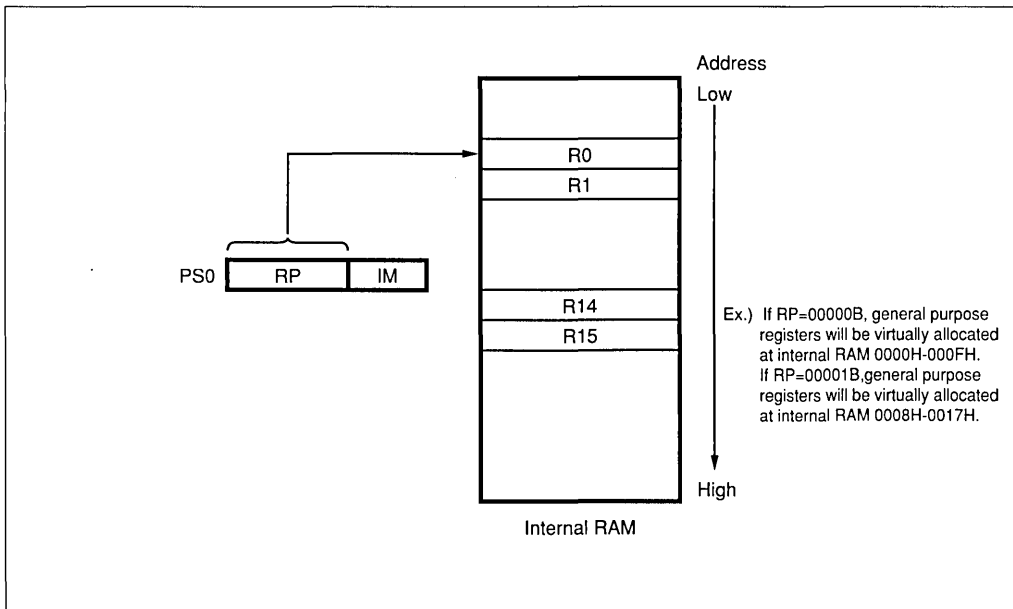 Address
Low
R0
R1
PS0 RP IM
R14
R15
Ex.) If RP=00000B, general purpose
registers will be virtually allocated
at internal RAM 0000H-000FH.
If RP=00001B,general purpose
registers will be virtually allocated
at internal RAM 0008H-0017H.
High
Internal RAM